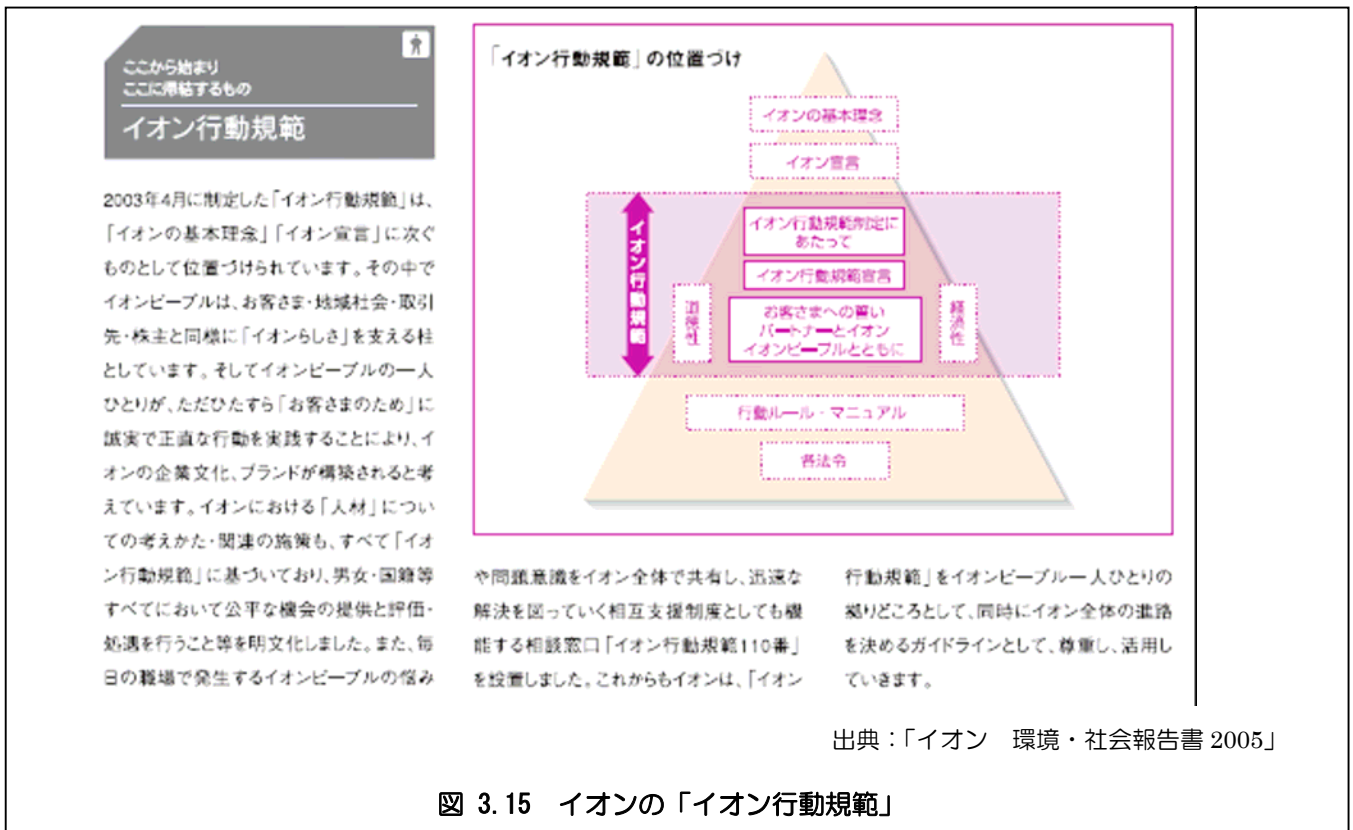 ここから始まり
ここに帰結するもの
イオン行動規範
2003年4月に制定した「イオン行動規範」は、
「イオンの基本理念」「イオン宣言」に次ぐ
ものとして位置づけられています。その中で
イオンピープルは、お客さま・地域社会・取引
先・株主と同様に「イオンらしさ」を支える柱
としています。そしてイオンピープルの一人
ひとりが、ただひたすら「お客さまのため」に
誠実で正直な行動を実践することにより、イ
オンの企業文化、ブランドが構築されると考
えています。イオンにおける「人材」につい
ての考えかた・関連の施策も、すべて「イオ
ン行動規範」に基づいており、男女・国籍等
すべてにおいて公平な機会の提供と評価・
処遇を行うこと等を明文化しました。また、毎
日の職場で発生するイオンピープルの悩み
や問題意識をイオン全体で共有し、迅速な
解決を図っていく相互支援制度としても機
能する相談窓口「イオン行動規範110番」
を設置しました。これからもイオンは、「イオン
行動規範」をイオンピープル一人ひとりの
拠りどころとして、同時にイオン全体の進路
を決めるガイドラインとして、尊重し、活用し
ていきます。
「イオン行動規範」の位置づけ
イオンの基本理念
イオン宣言
イオン行動規範
イオン行動規範制定に
あたって
イオン行動規範宣言
道徳性
お客さまへの誓い
パートナーとイオン
イオンピープルとともに
経済性
行動ルール・マニュアル
各法令
出典：「イオン　環境・社会報告書 2005」
図 3.15　イオンの「イオン行動規範」